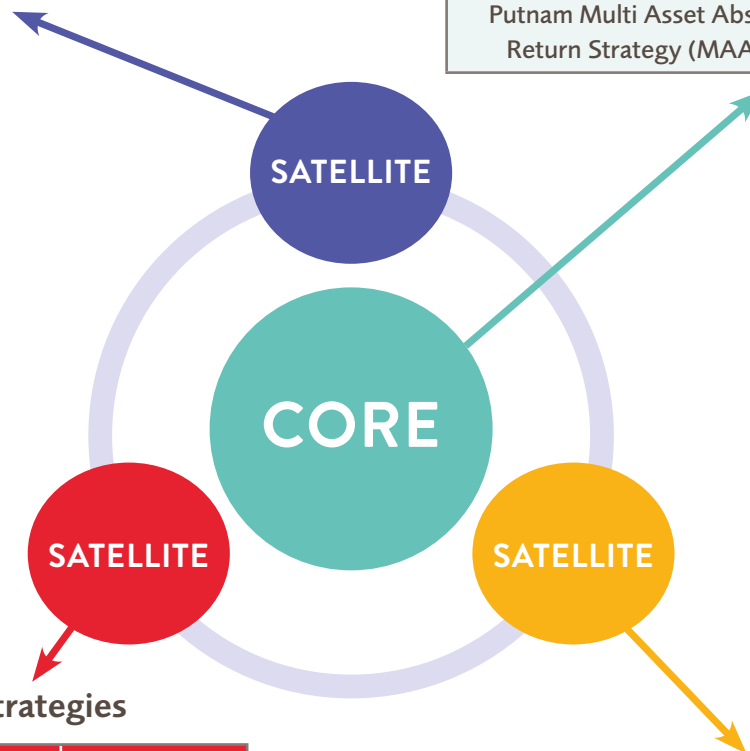 Putnam Multi Asset Abs
Return Strategy (MAA
SATELLITE
CORE
SATELLITE
SATELLITE
trategies